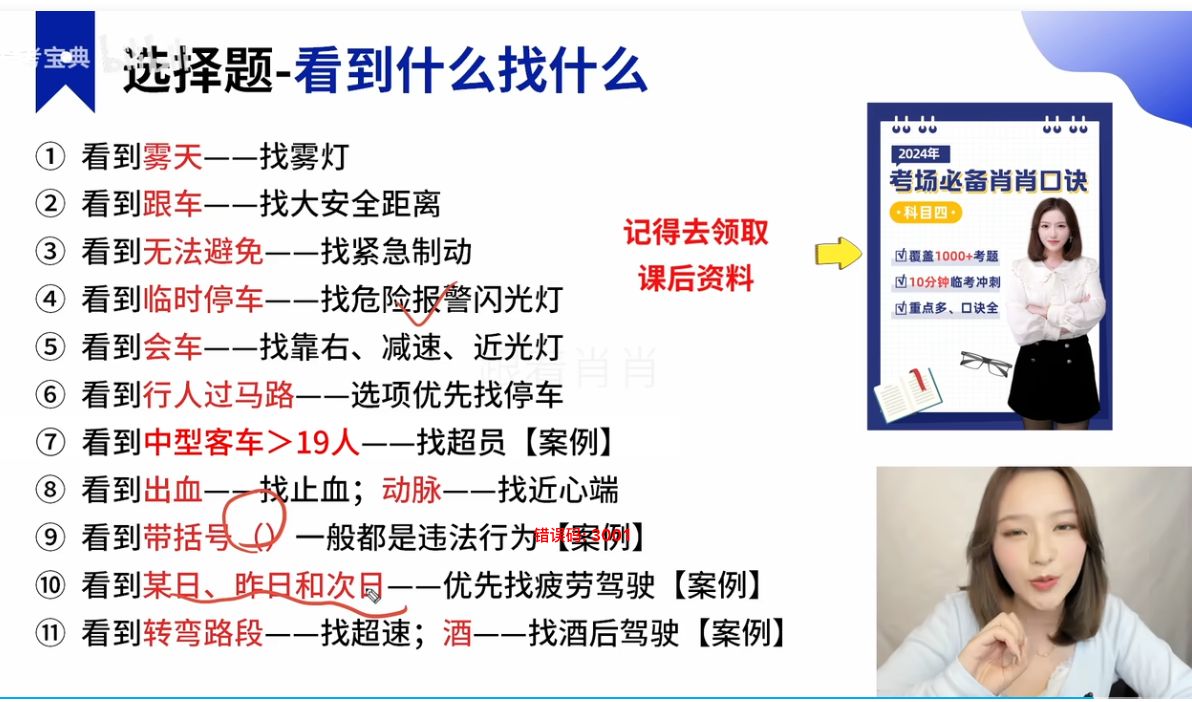 考宝典
选择题-看到什么找什么
① 看到雾天——找雾灯
② 看到跟车——找大安全距离
③ 看到无法避免——找紧急制动
④ 看到临时停车——找危险报警闪光灯
⑤ 看到会车——找靠右、减速、近光灯
⑥ 看到行人过马路——选项优先找停车
⑦ 看到中型客车＞19人——找超员【案例】
⑧ 看到出血——找止血；动脉——找近心端
⑨ 看到带括号（）一般都是违法行为【案例】
错误码: 3001
⑩ 看到某日、昨日和次日——优先找疲劳驾驶【案例】
⑪ 看到转弯路段——找超速；酒——找酒后驾驶【案例】
跟着肖肖
记得去领取
课后资料
2024年
考场必备肖肖口诀
·科目四·
覆盖1000+考题
10分钟临考冲刺
重点多、口诀全